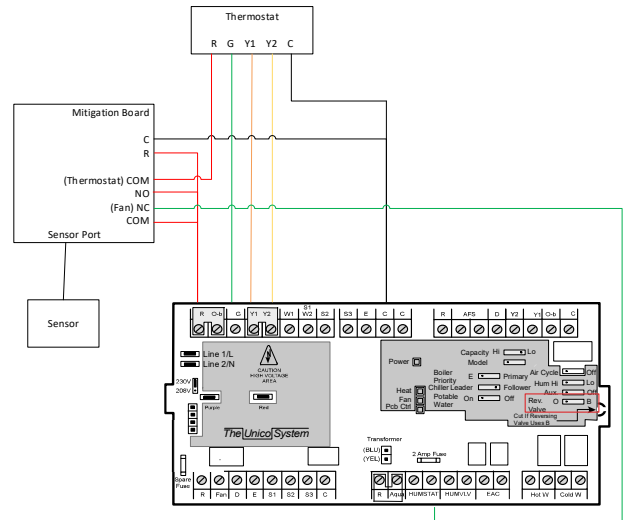 Thermostat
R G Y1 Y2 C
Mitigation Board
C
R
(Thermostat) COM
NO
(Fan) NC
COM
Sensor Port
Sensor
R O-b G Y1 Y2 W1 S1 W2 S2 S3 E C C R AFS D Y2 Y1 O-b C
Line 1/L
Line 2/N
CAUTION
HIGH VOLTAGE
AREA
230V
208V
Purple
Red
The Unico System
Spare
Fuse
Power
Capacity Hi Lo
Model
Boiler
Priority E Primary
Chiller Leader Follower
Potable
Water On Off
Heat
Fan
Pcb Ctrl
Air Cycle Off
Hum Hi Lo
Aux Off
Rev.
Valve O B
Cut If Reversing
Valve Uses B
Transformer
(BLU)
(YEL)
2 Amp Fuse
R Fan D E S1 S2 S3 C R Aqua HUMSTAT HUMVLV EAC Hot W Cold W